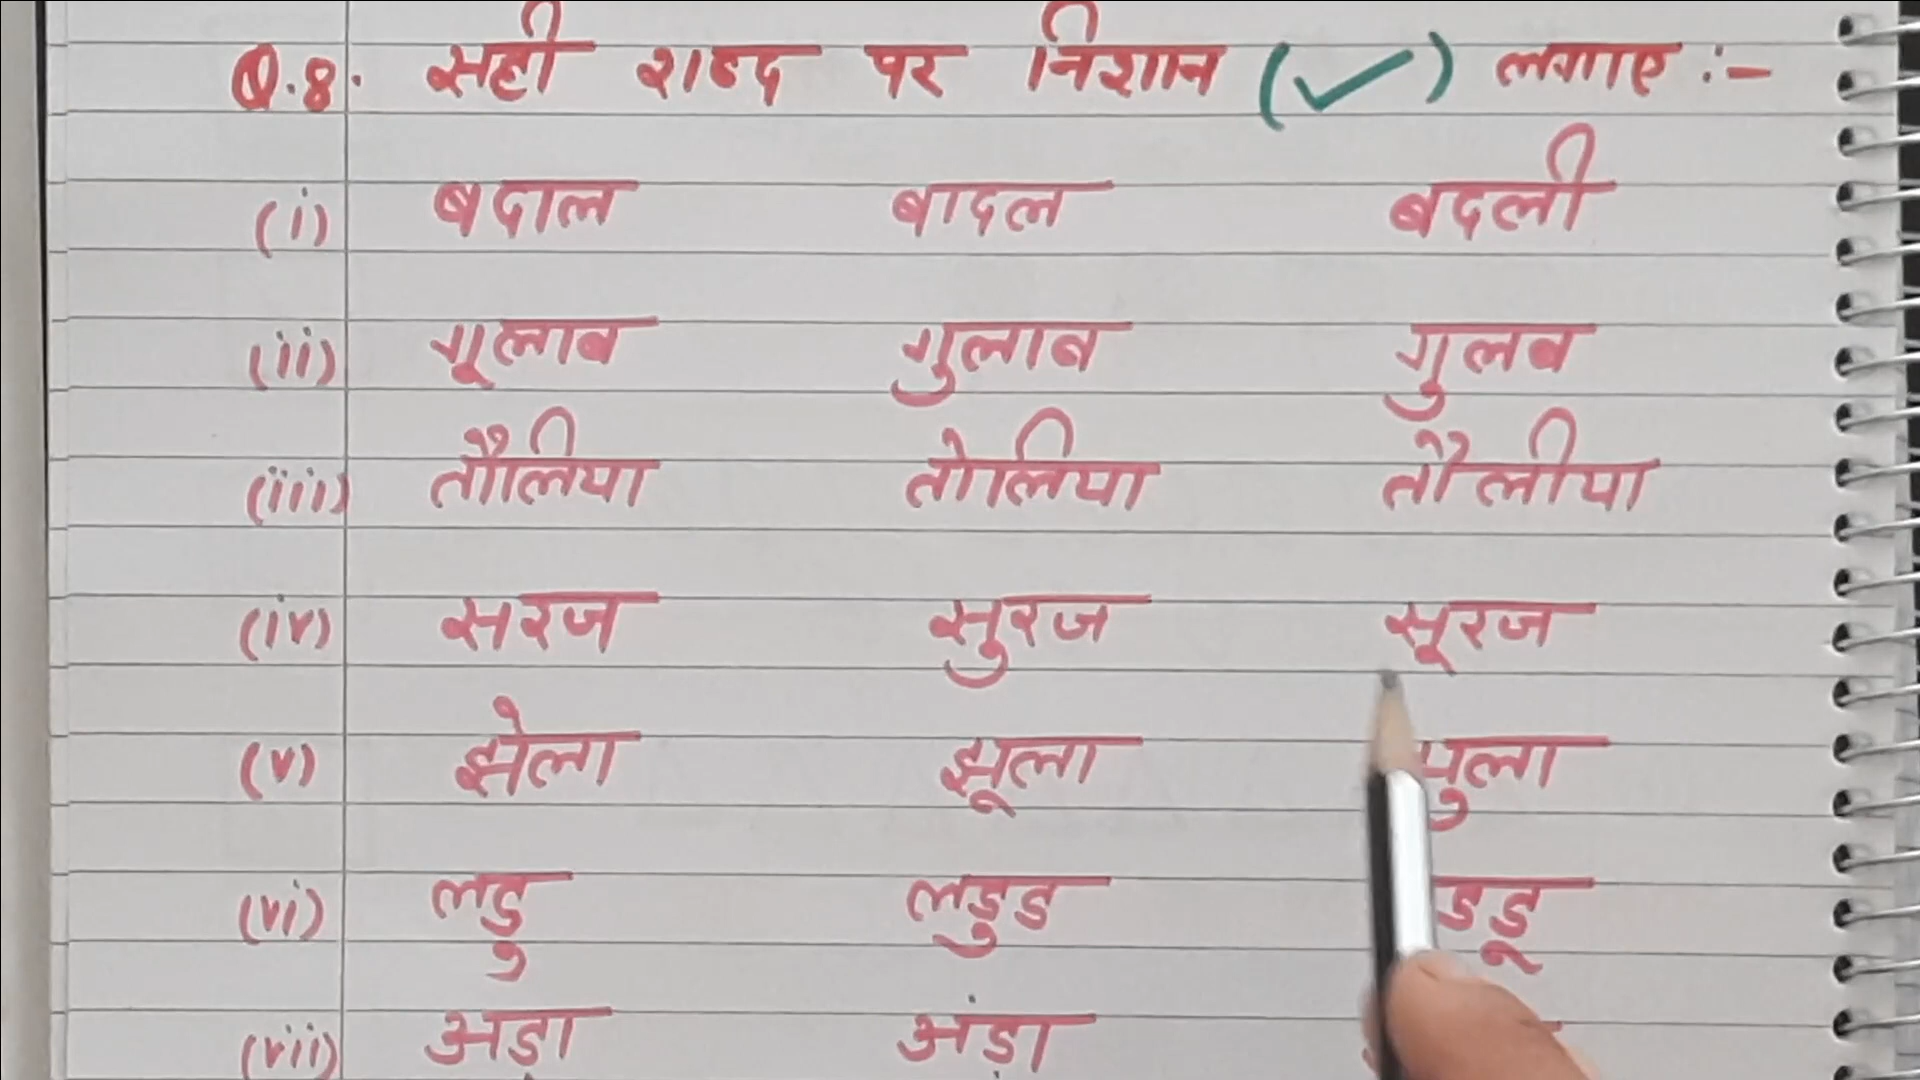 Q.8. सही शब्द पर निशान (✓) लगाए :-
(i) बदाल बादल बदली
(ii) गूलाब गुलाब गुलब
(iii) तौलिया तोलिया तौलीया
(iv) सरज सुरज सूरज
(v) झेला झूला
(vi) लडु लडुड
(vii) अडा अंडा